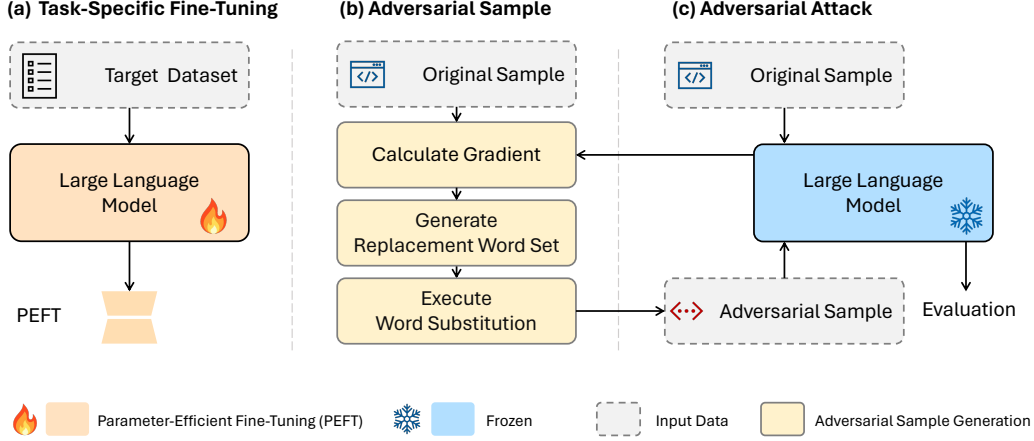 (a) Task-Specific Fine-Tuning
Target Dataset
Large Language
Model
PEFT
(b) Adversarial Sample
Original Sample
Calculate Gradient
Generate
Replacement Word Set
Execute
Word Substitution
(c) Adversarial Attack
Original Sample
Large Language
Model
Adversarial Sample
Evaluation
Parameter-Efficient Fine-Tuning (PEFT)
Frozen
Input Data
Adversarial Sample Generation